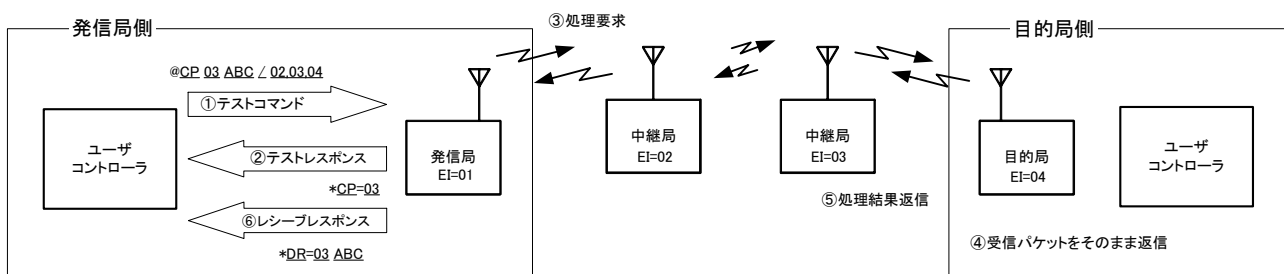 発信局側
@CP 03 ABC / 02,03,04
①テストコマンド
ユーザ
コントローラ
発信局
EI=01
②テストレスポンス
*CP=03
⑥レシーブレスポンス
*DR=03 ABC
③処理要求
中継局
EI=02
中継局
EI=03
⑤処理結果返信
目的局側
目的局
EI=04
ユーザ
コントローラ
④受信パケットをそのまま返信